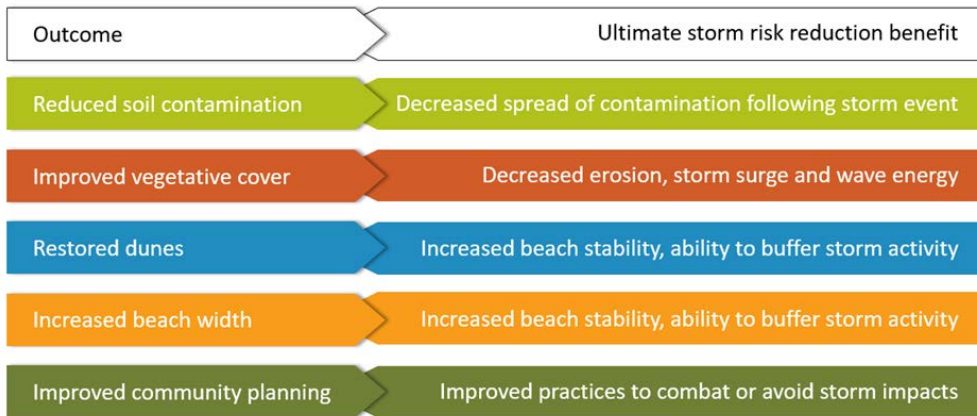 Outcome
Ultimate storm risk reduction benefit
Reduced soil contamination
Decreased spread of contamination following storm event
Improved vegetative cover
Decreased erosion, storm surge and wave energy
Restored dunes
Increased beach stability, ability to buffer storm activity
Increased beach width
Increased beach stability, ability to buffer storm activity
Improved community planning
Improved practices to combat or avoid storm impacts